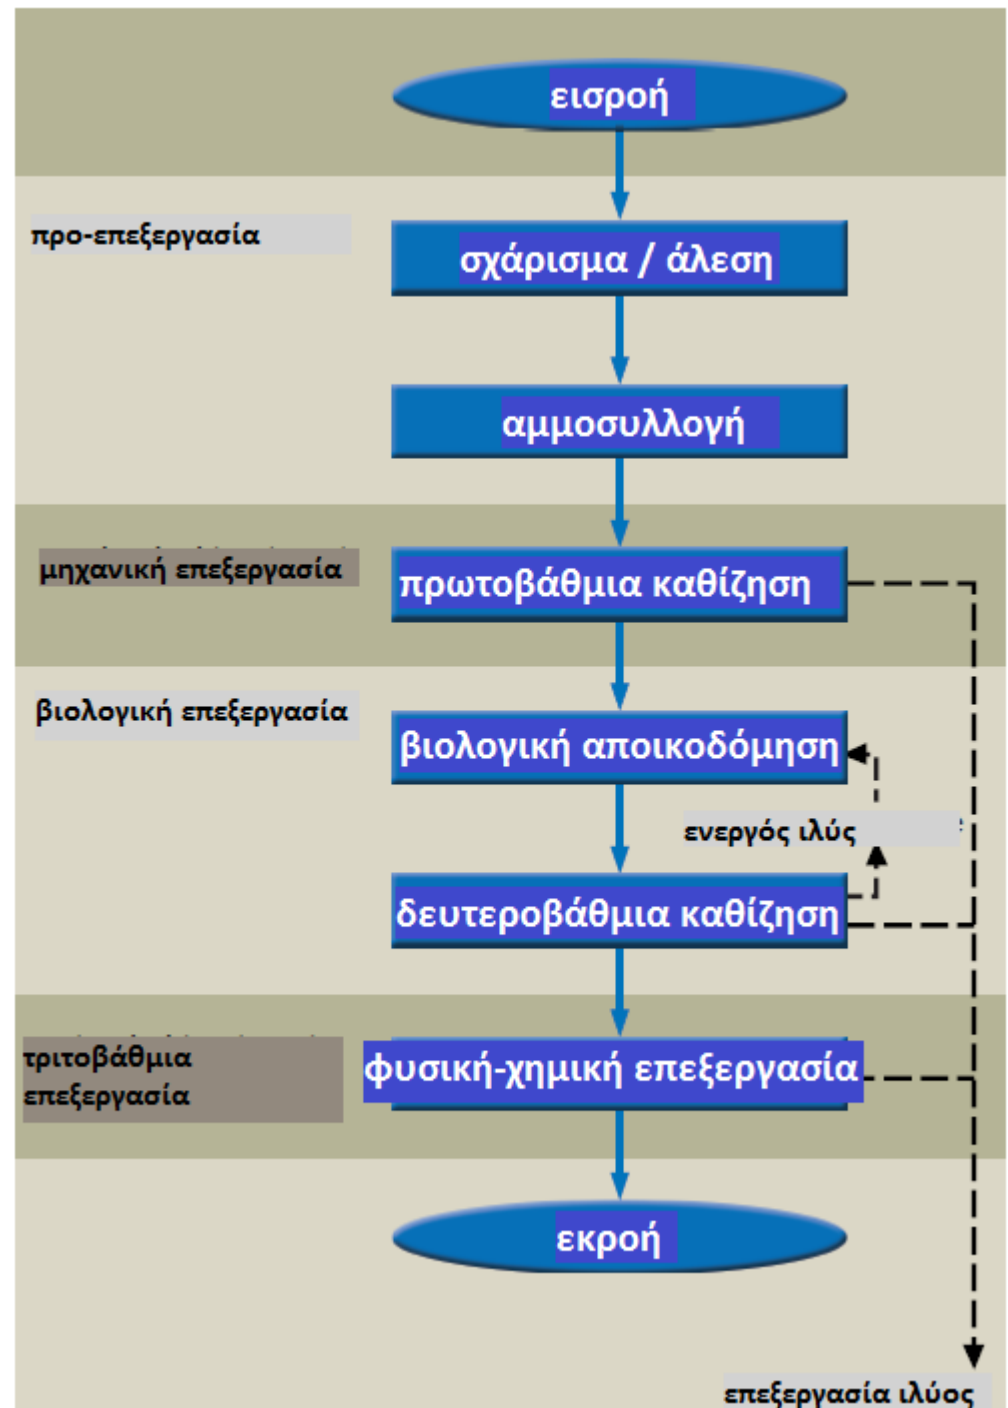 εισροή
προ-επεξεργασία
σχάρισμα / άλεση
αμμοσυλλογή
μηχανική επεξεργασία
πρωτοβάθμια καθίζηση
βιολογική επεξεργασία
βιολογική αποικοδόμηση
ενεργός ιλύς
δευτεροβάθμια καθίζηση
τριτοβάθμια
επεξεργασία
φυσική-χημική επεξεργασία
εκροή
επεξεργασία ιλύος